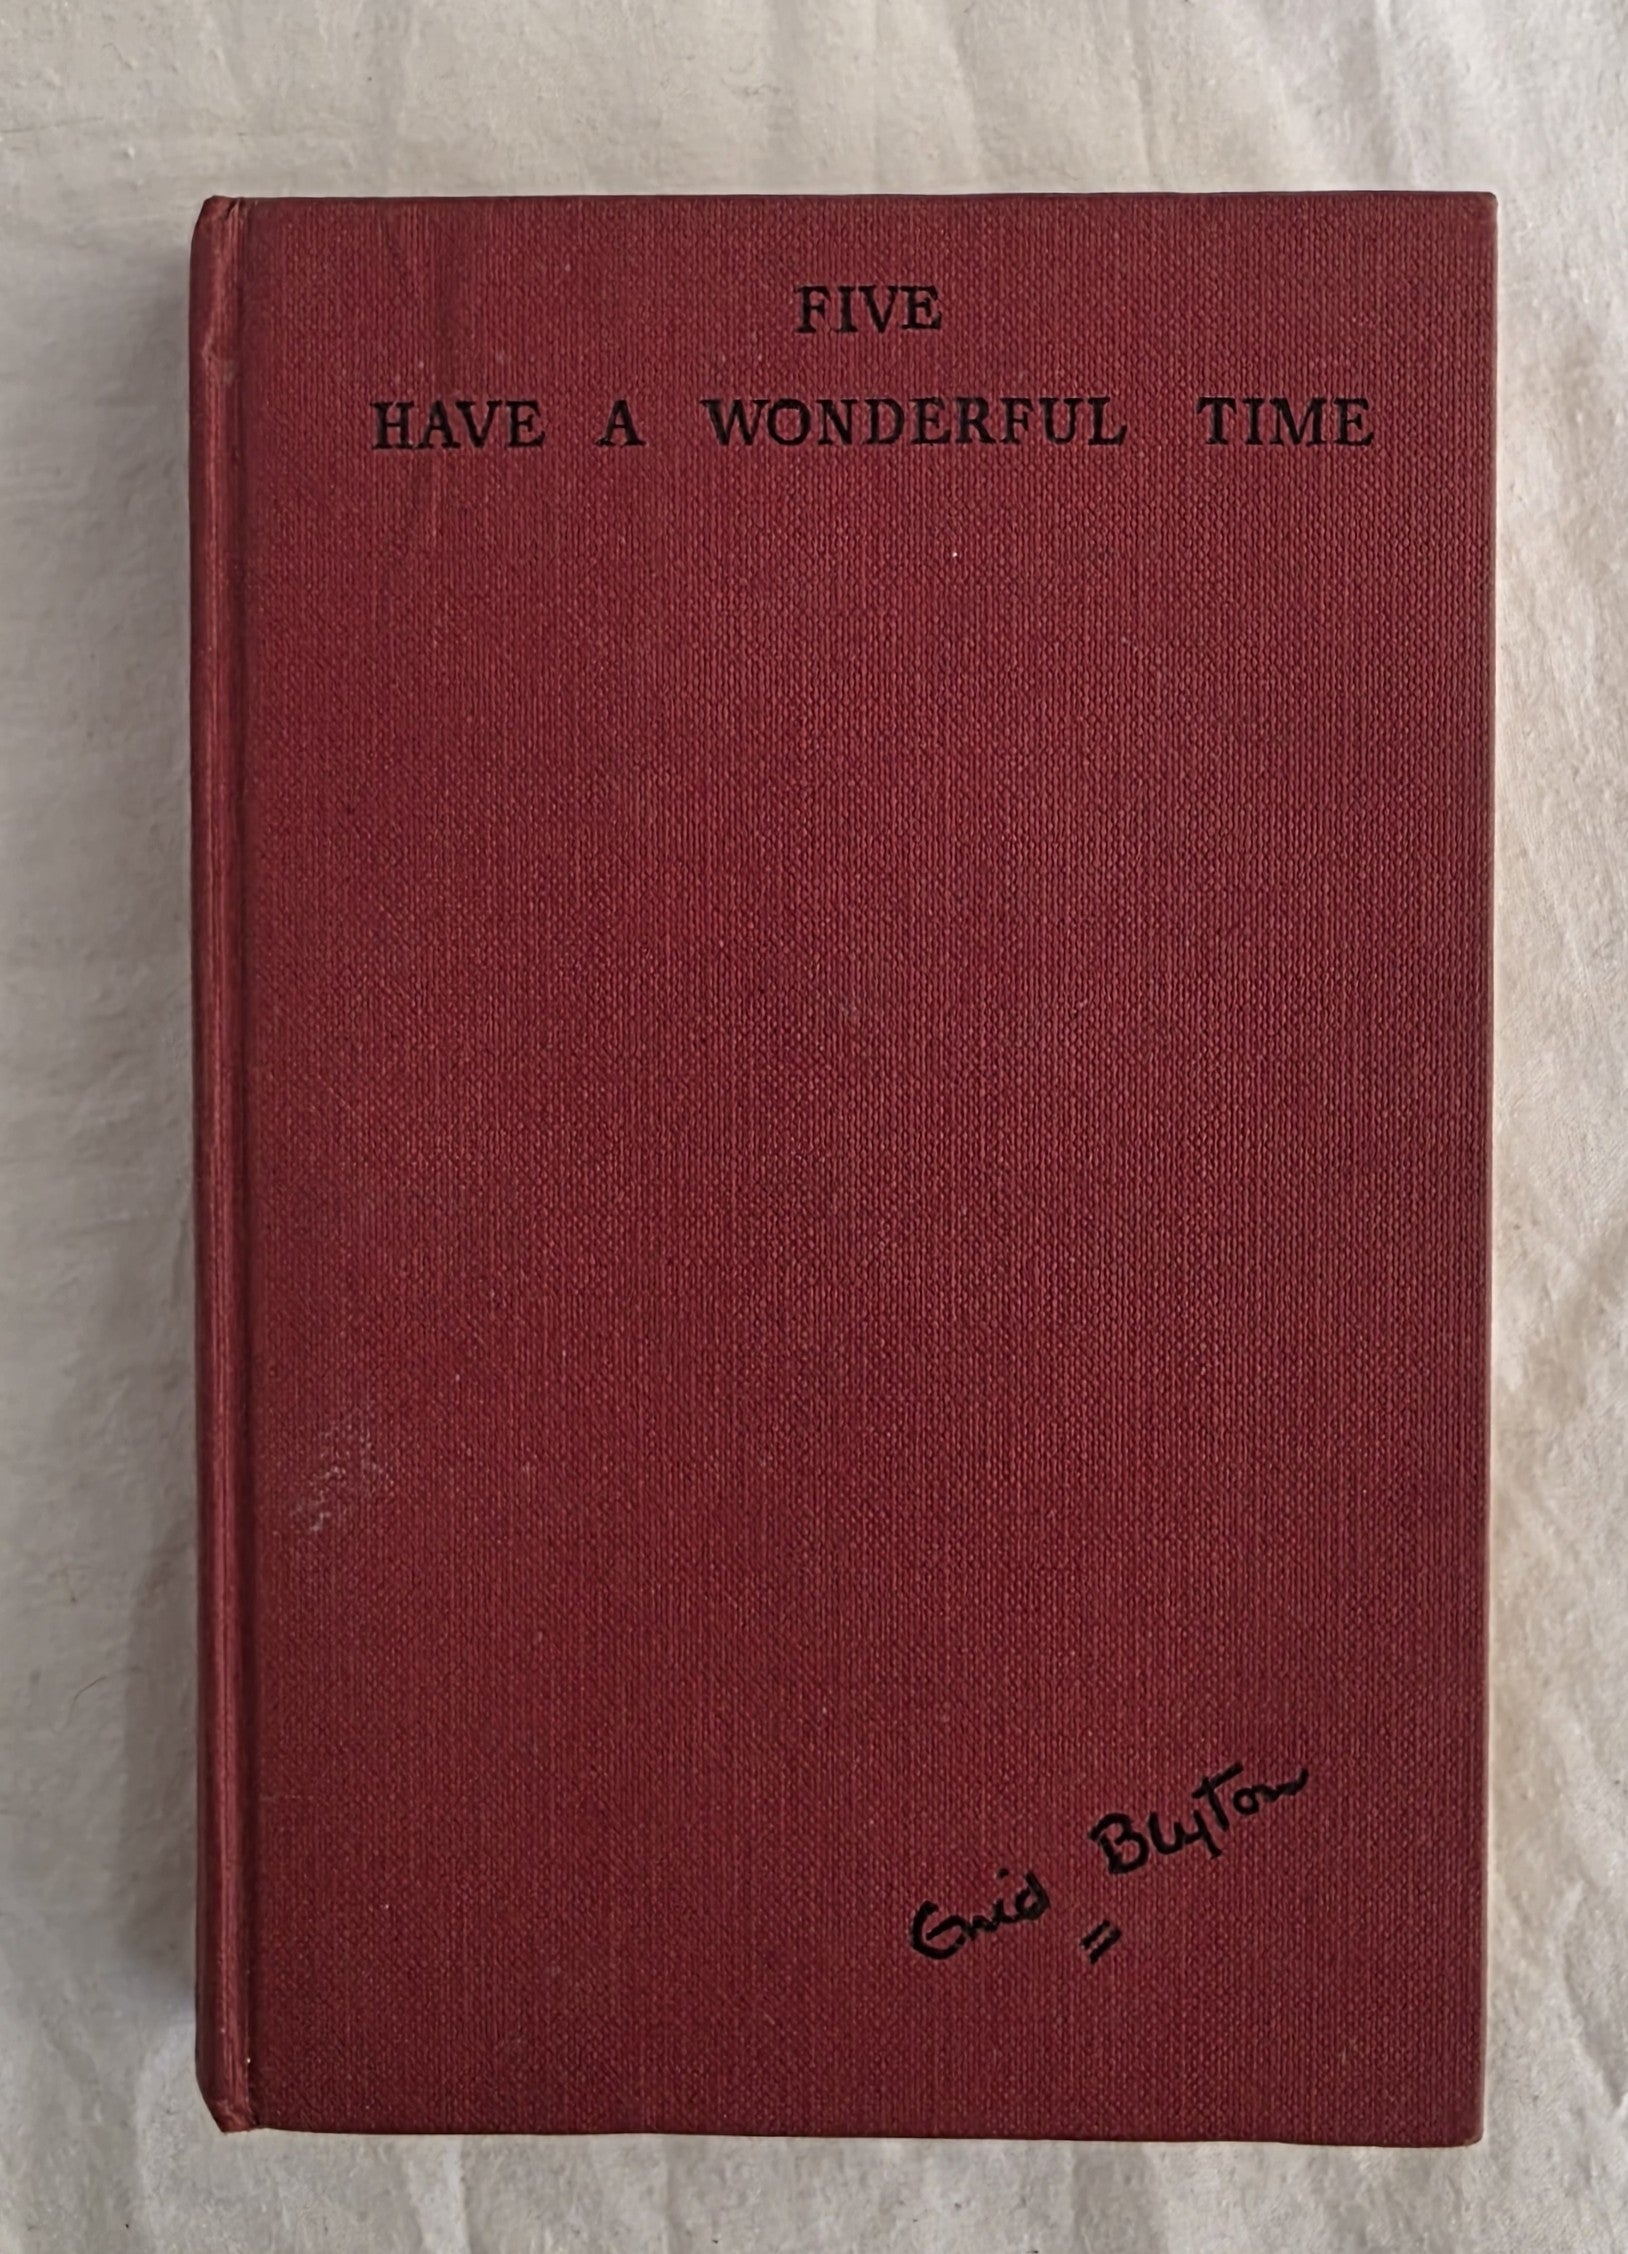 FIVE
HAVE A WONDERFUL TIME
Enid Blyton